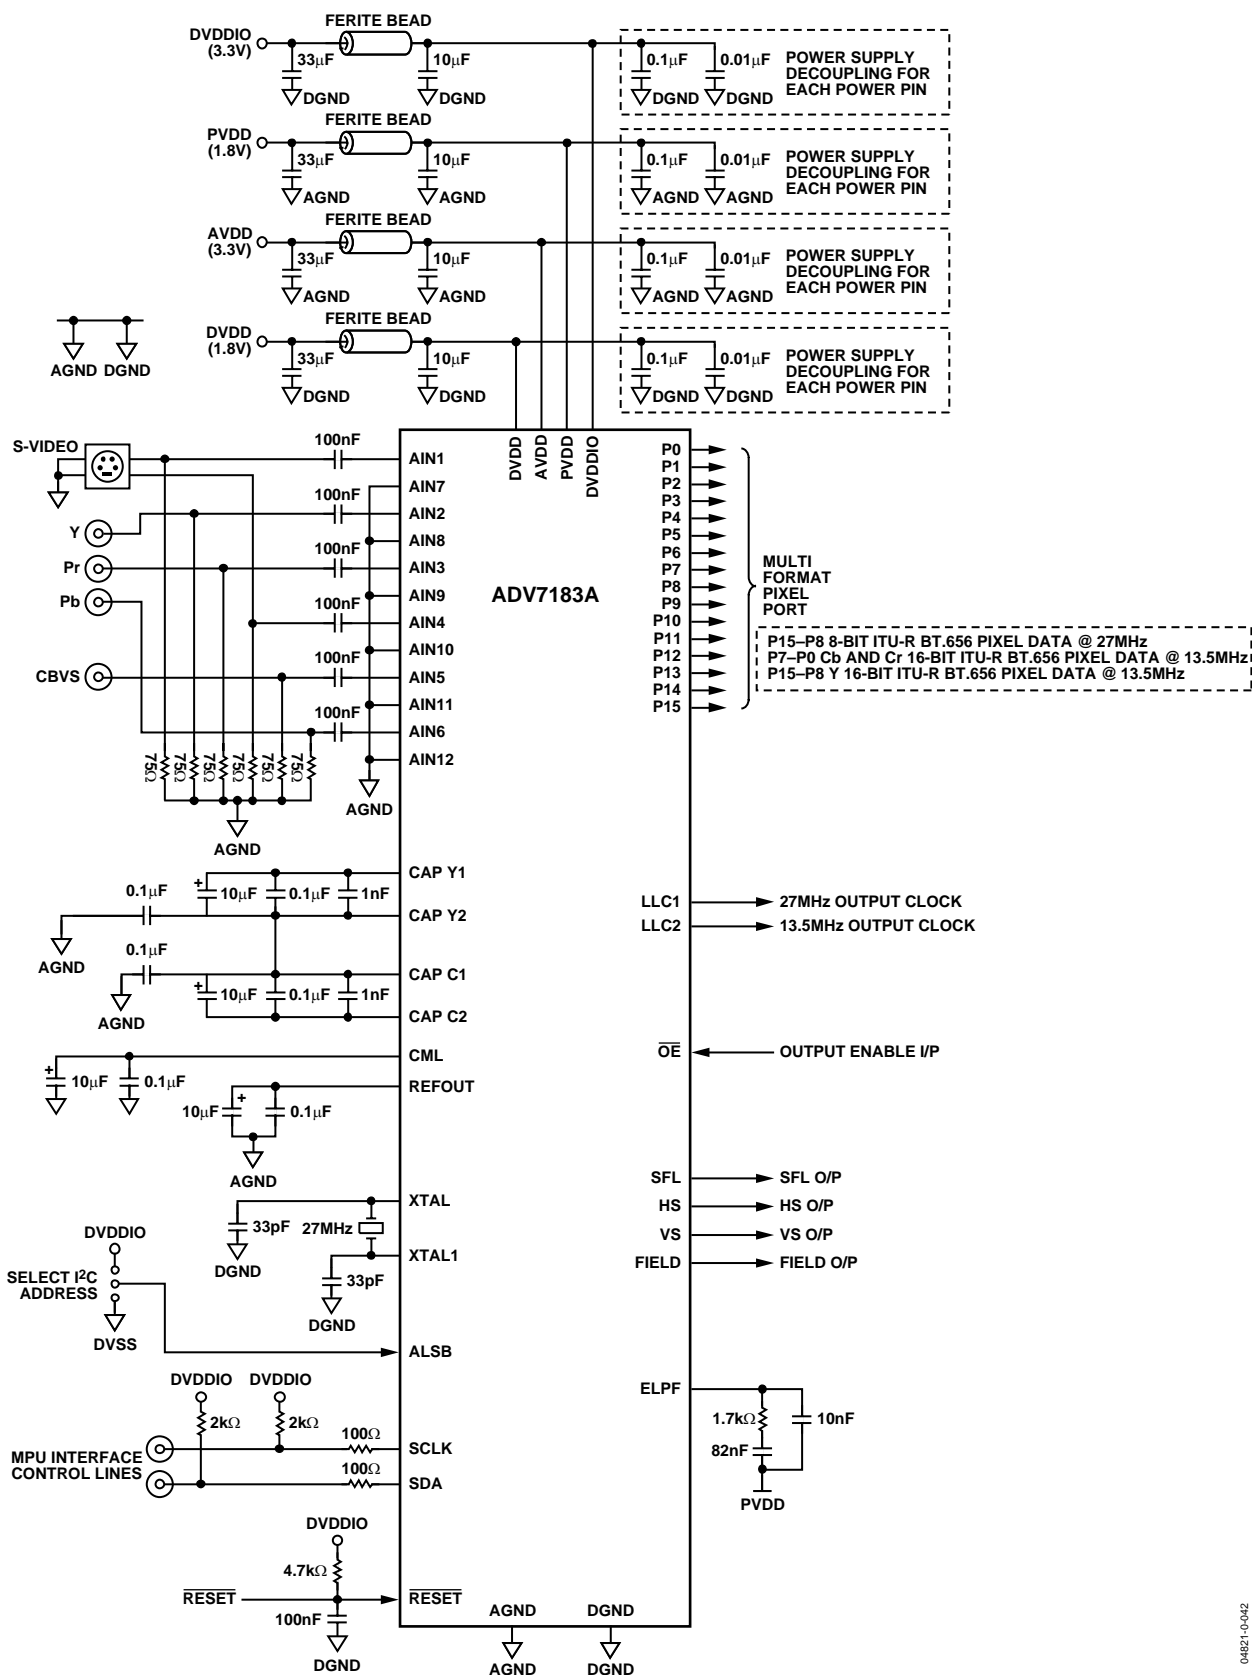 FERITE BEAD
DVDDIO
(3.3V)
33μF
10μF
0.1μF
0.01μF
POWER SUPPLY
DECOUPLING FOR
EACH POWER PIN
DGND
DGND
DGND
DGND
FERITE BEAD
PVDD
(1.8V)
33μF
10μF
0.1μF
0.01μF
POWER SUPPLY
DECOUPLING FOR
EACH POWER PIN
AGND
AGND
AGND
AGND
FERITE BEAD
AVDD
(3.3V)
33μF
10μF
0.1μF
0.01μF
POWER SUPPLY
DECOUPLING FOR
EACH POWER PIN
AGND
AGND
AGND
AGND
FERITE BEAD
DVDD
(1.8V)
33μF
10μF
0.1μF
0.01μF
POWER SUPPLY
DECOUPLING FOR
EACH POWER PIN
DGND
DGND
DGND
DGND
AGND DGND
S-VIDEO
Y
Pr
Pb
CBVS
100nF
100nF
100nF
100nF
100nF
100nF
75Ω
75Ω
75Ω
75Ω
75Ω
75Ω
AGND
AGND
AIN1
AIN7
AIN2
AIN8
AIN3
AIN9
AIN4
AIN10
AIN5
AIN11
AIN6
AIN12
DVDD
AVDD
PVDD
DVDDIO
ADV7183A
P0
P1
P2
P3
P4
P5
P6
P7
P8
P9
P10
P11
P12
P13
P14
P15
MULTI
FORMAT
PIXEL
PORT
P15–P8 8-BIT ITU-R BT.656 PIXEL DATA @ 27MHz
P7–P0 Cb AND Cr 16-BIT ITU-R BT.656 PIXEL DATA @ 13.5MHz
P15–P8 Y 16-BIT ITU-R BT.656 PIXEL DATA @ 13.5MHz
CAP Y1
0.1μF
+
10μF
0.1μF
1nF
CAP Y2
AGND
0.1μF
CAP C1
+
10μF
0.1μF
1nF
AGND
CAP C2
CML
+
10μF
0.1μF
REFOUT
10μF
+
0.1μF
AGND
LLC1
27MHz OUTPUT CLOCK
LLC2
13.5MHz OUTPUT CLOCK
OE
OUTPUT ENABLE I/P
SFL
SFL O/P
HS
HS O/P
VS
VS O/P
FIELD
FIELD O/P
XTAL
33pF
27MHz
DGND
XTAL1
33pF
DGND
DVDDIO
SELECT I²C
ADDRESS
DVSS
ALSB
DVDDIO
DVDDIO
2kΩ
2kΩ
MPU INTERFACE
CONTROL LINES
100Ω
SCLK
100Ω
SDA
ELPF
1.7kΩ
10nF
82nF
PVDD
DVDDIO
4.7kΩ
RESET
RESET
100nF
DGND
AGND
DGND
AGND
DGND
04821-0-042